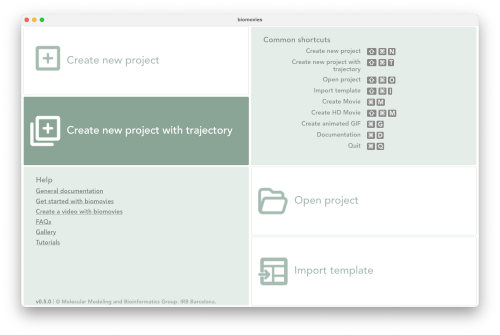 biomovies
Create new project
Create new project with trajectory
Help
General documentation
Get started with biomovies
Create a video with biomovies
FAQs
Gallery
Tutorials
v0.3.0 | © Molecular Modeling and Bioinformatics Group. IRB Barcelona.
Common shortcuts
Create new project ⇧ ⌘ N
Create new project with
trajectory ⇧ ⌘ T
Open project ⇧ ⌘ O
Import template ⇧ ⌘ I
Create Movie ⌘ M
Create HD Movie ⇧ ⌘ M
Create animated GIF ⌘ G
Documentation ⌘ D
Quit ⌘ Q
Open project
Import template